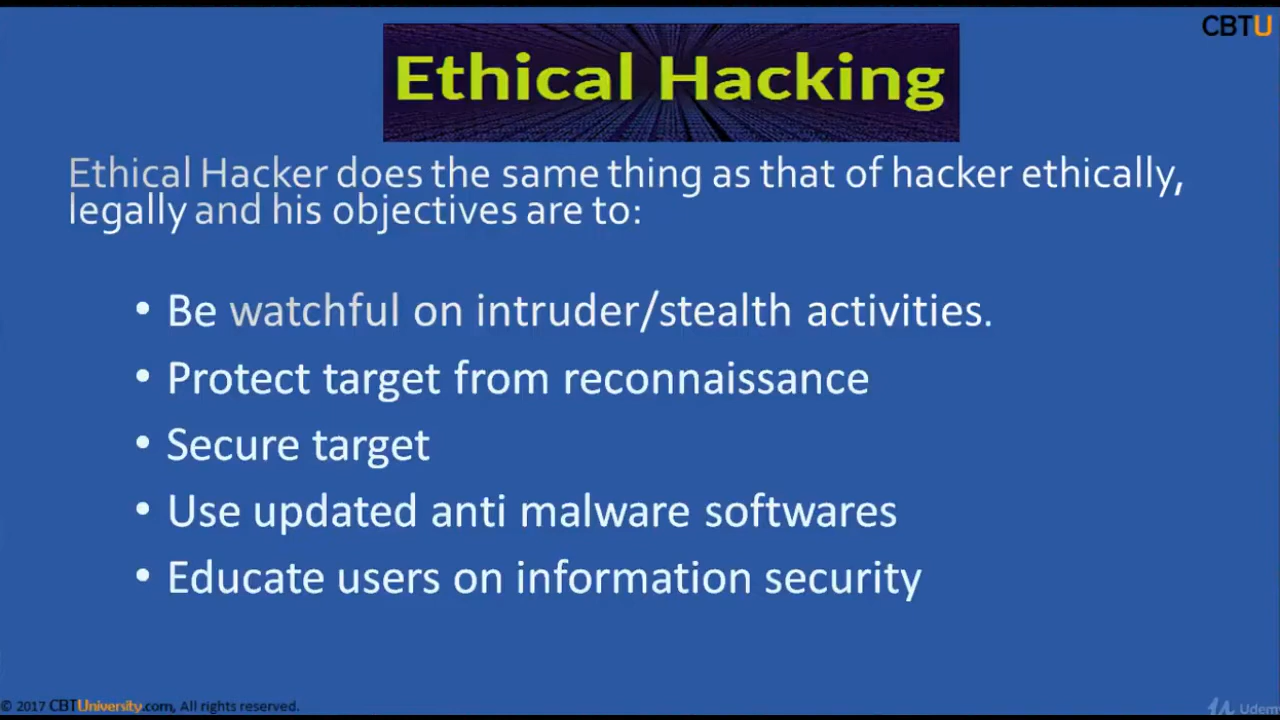 CBTU
Ethical Hacking
Ethical Hacker does the same thing as that of hacker ethically,
legally and his objectives are to:
• Be watchful on intruder/stealth activities.
• Protect target from reconnaissance
• Secure target
• Use updated anti malware softwares
• Educate users on information security
© 2017 CBTUniversity.com, All rights reserved.